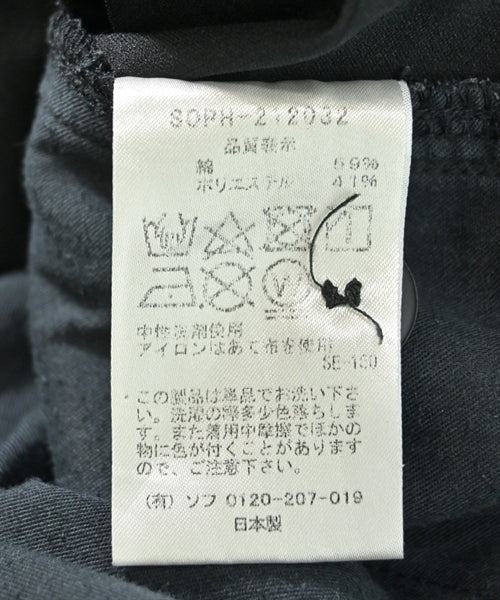 SOPH-212032
品質表示
綿 59%
ポリエステル 41%
中性洗剤使用
アイロンはあて布を使用
SE-130
この製品は単品でお洗い下さ
い。洗濯の際多少色落ちしま
す。また着用中摩擦でほかの
物に色が付くことがあります
ので、ご注意下さい。
（有）ソフ 0120-207-019
日本製